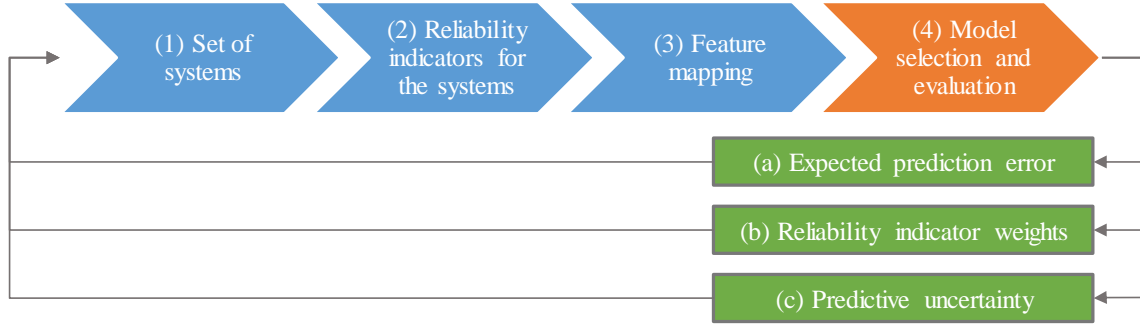 (1) Set of
systems
(2) Reliability
indicators for
the systems
(3) Feature
mapping
(4) Model
selection and
evaluation
(a) Expected prediction error
(b) Reliability indicator weights
(c) Predictive uncertainty